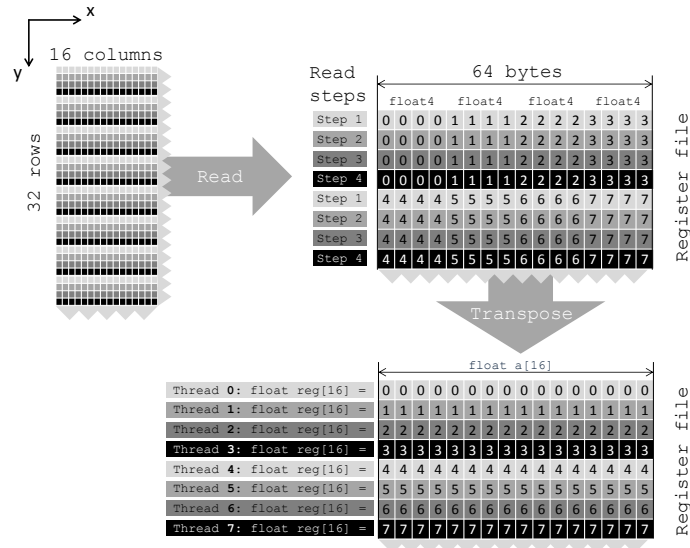 x
y
16 columns
32 rows
Read
Read
steps
64 bytes
float4 float4 float4 float4
Step 1 0 0 0 0 1 1 1 1 2 2 2 2 3 3 3 3
Step 2 0 0 0 0 1 1 1 1 2 2 2 2 3 3 3 3
Step 3 0 0 0 0 1 1 1 1 2 2 2 2 3 3 3 3
Step 4 0 0 0 0 1 1 1 1 2 2 2 2 3 3 3 3
Step 1 4 4 4 4 5 5 5 5 6 6 6 6 7 7 7 7
Step 2 4 4 4 4 5 5 5 5 6 6 6 6 7 7 7 7
Step 3 4 4 4 4 5 5 5 5 6 6 6 6 7 7 7 7
Step 4 4 4 4 4 5 5 5 5 6 6 6 6 7 7 7 7
Register file
Transpose
float a[16]
Thread 0: float reg[16] = 0 0 0 0 0 0 0 0 0 0 0 0 0 0 0 0
Thread 1: float reg[16] = 1 1 1 1 1 1 1 1 1 1 1 1 1 1 1 1
Thread 2: float reg[16] = 2 2 2 2 2 2 2 2 2 2 2 2 2 2 2 2
Thread 3: float reg[16] = 3 3 3 3 3 3 3 3 3 3 3 3 3 3 3 3
Thread 4: float reg[16] = 4 4 4 4 4 4 4 4 4 4 4 4 4 4 4 4
Thread 5: float reg[16] = 5 5 5 5 5 5 5 5 5 5 5 5 5 5 5 5
Thread 6: float reg[16] = 6 6 6 6 6 6 6 6 6 6 6 6 6 6 6 6
Thread 7: float reg[16] = 7 7 7 7 7 7 7 7 7 7 7 7 7 7 7 7
Register file